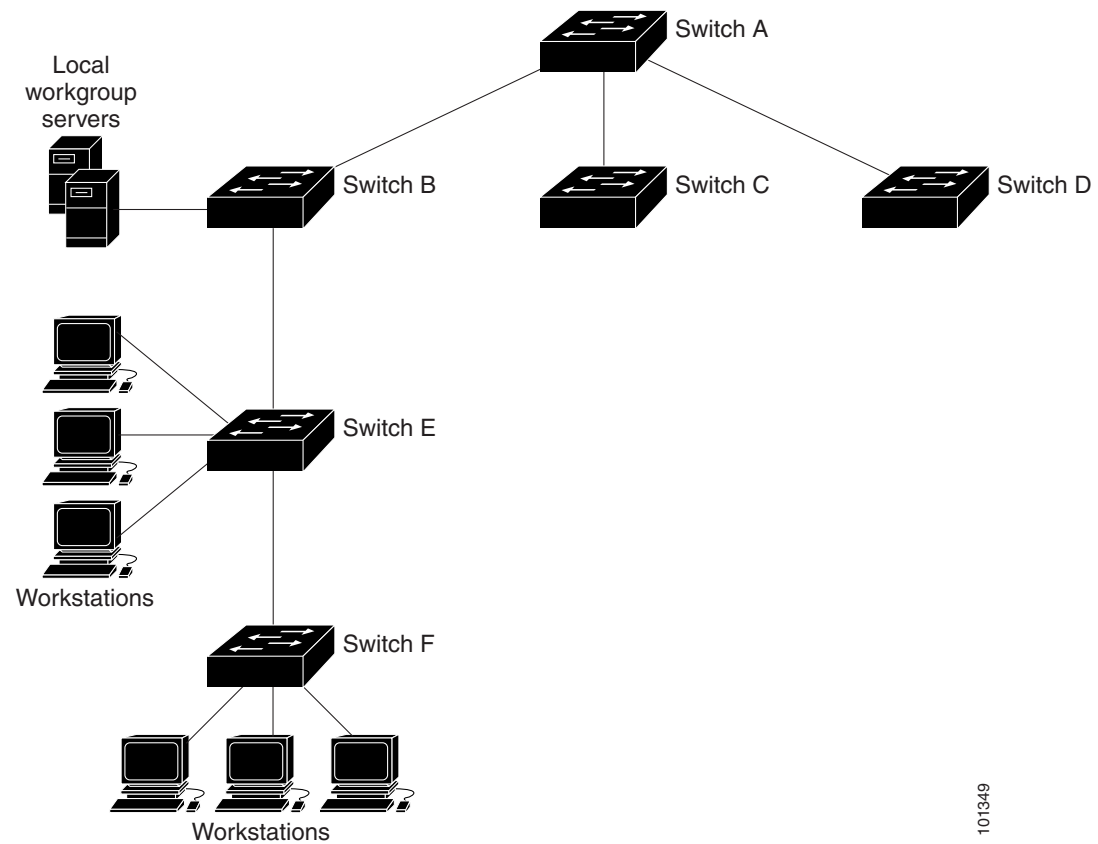 Switch A
Local
workgroup
servers
Switch B
Switch C
Switch D
Switch E
Workstations
Switch F
Workstations
101349